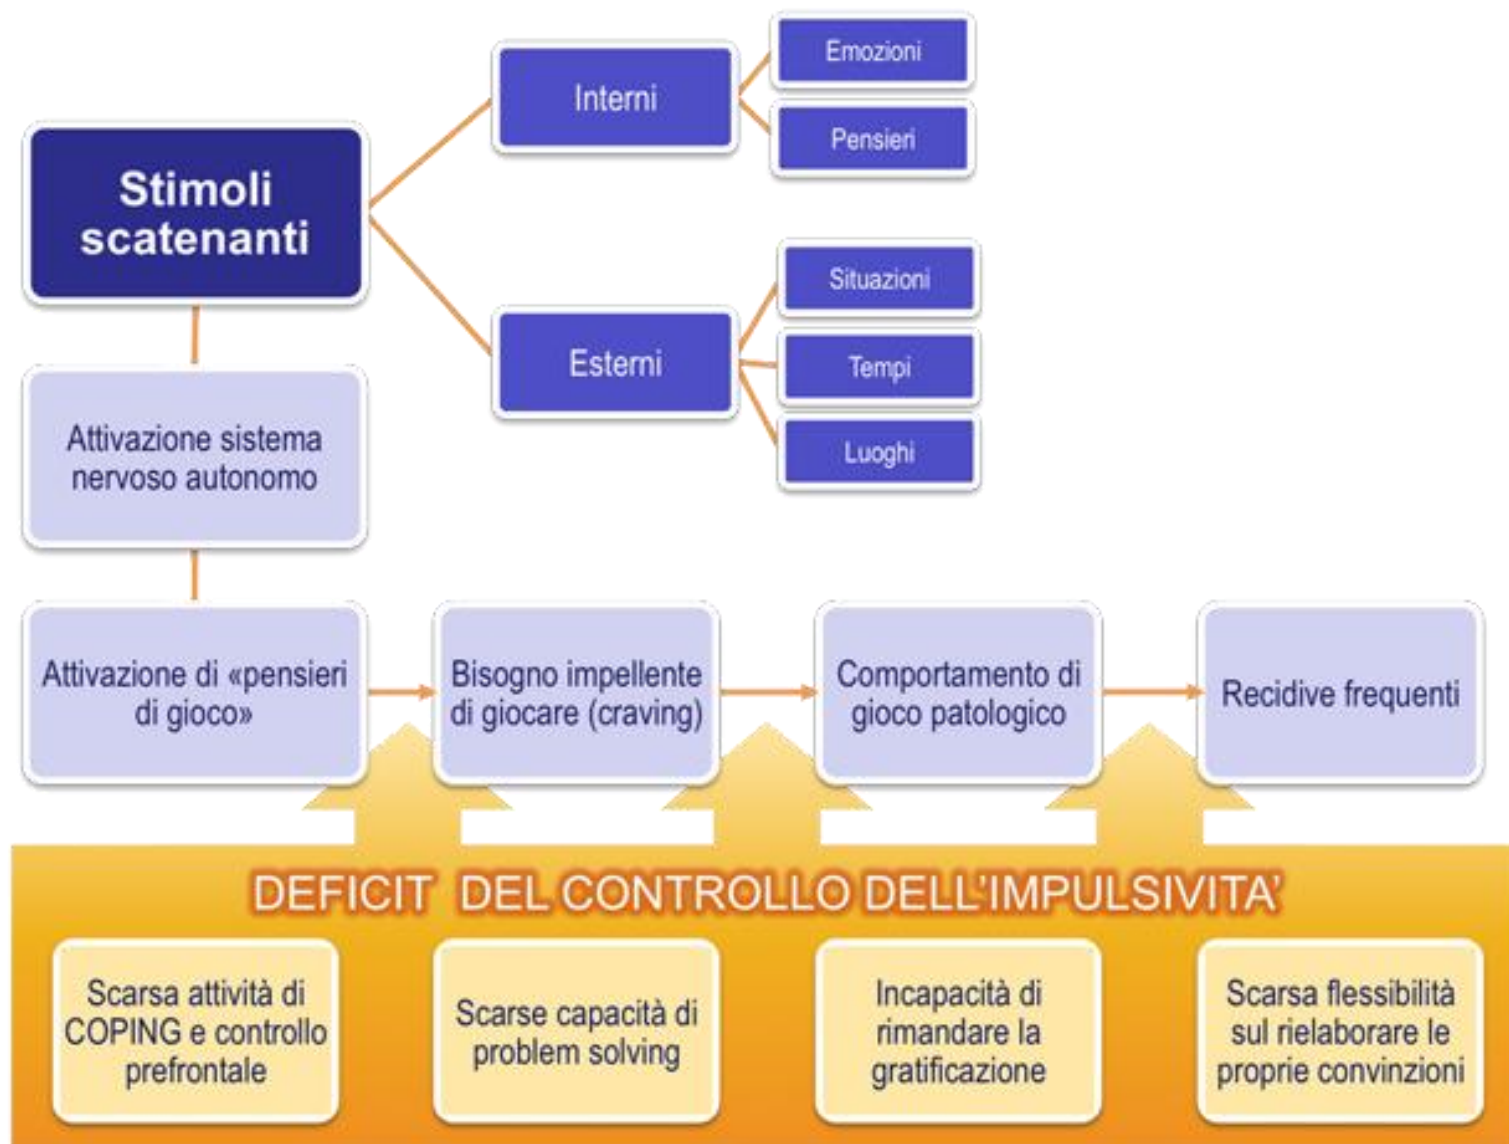 Emozioni
Interni
Pensieri
Stimoli
scatenanti
Situazioni
Esterni
Tempi
Luoghi
Attivazione sistema
nervoso autonomo
Attivazione di «pensieri
di gioco»
Bisogno impellente
di giocare (craving)
Comportamento di
gioco patologico
Recidive frequenti
DEFICIT DEL CONTROLLO DELL'IMPULSIVITA'
Scarsa attività di
COPING e controllo
prefrontale
Scarse capacità di
problem solving
Incapacità di
rimandare la
gratificazione
Scarsa flessibilità
sul rielaborare le
proprie convinzioni